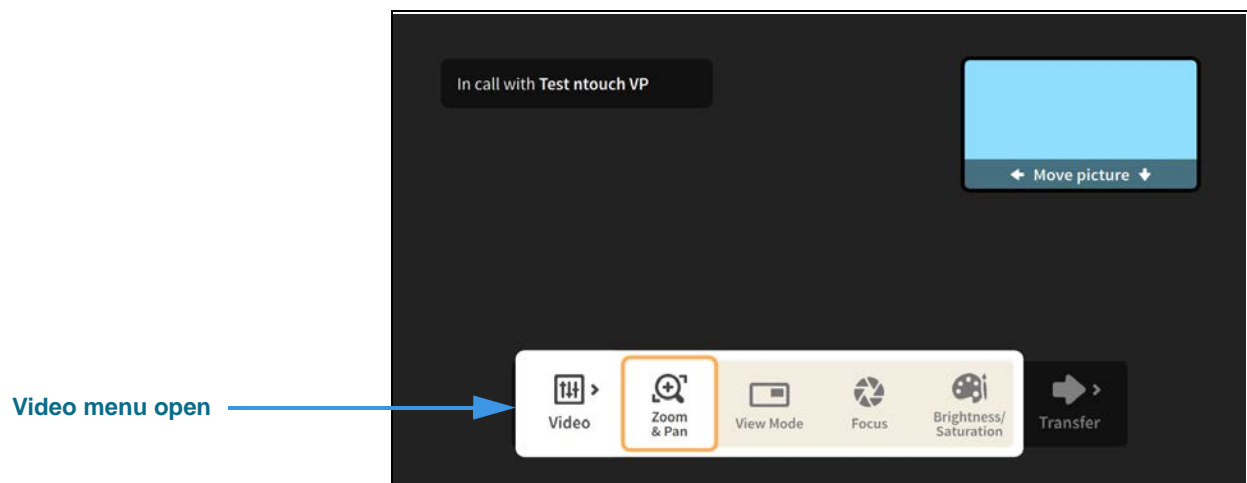 In call with Test ntouch VP
Move picture
Video menu open
Video
Zoom
& Pan
View Mode
Focus
Brightness/
Saturation
Transfer